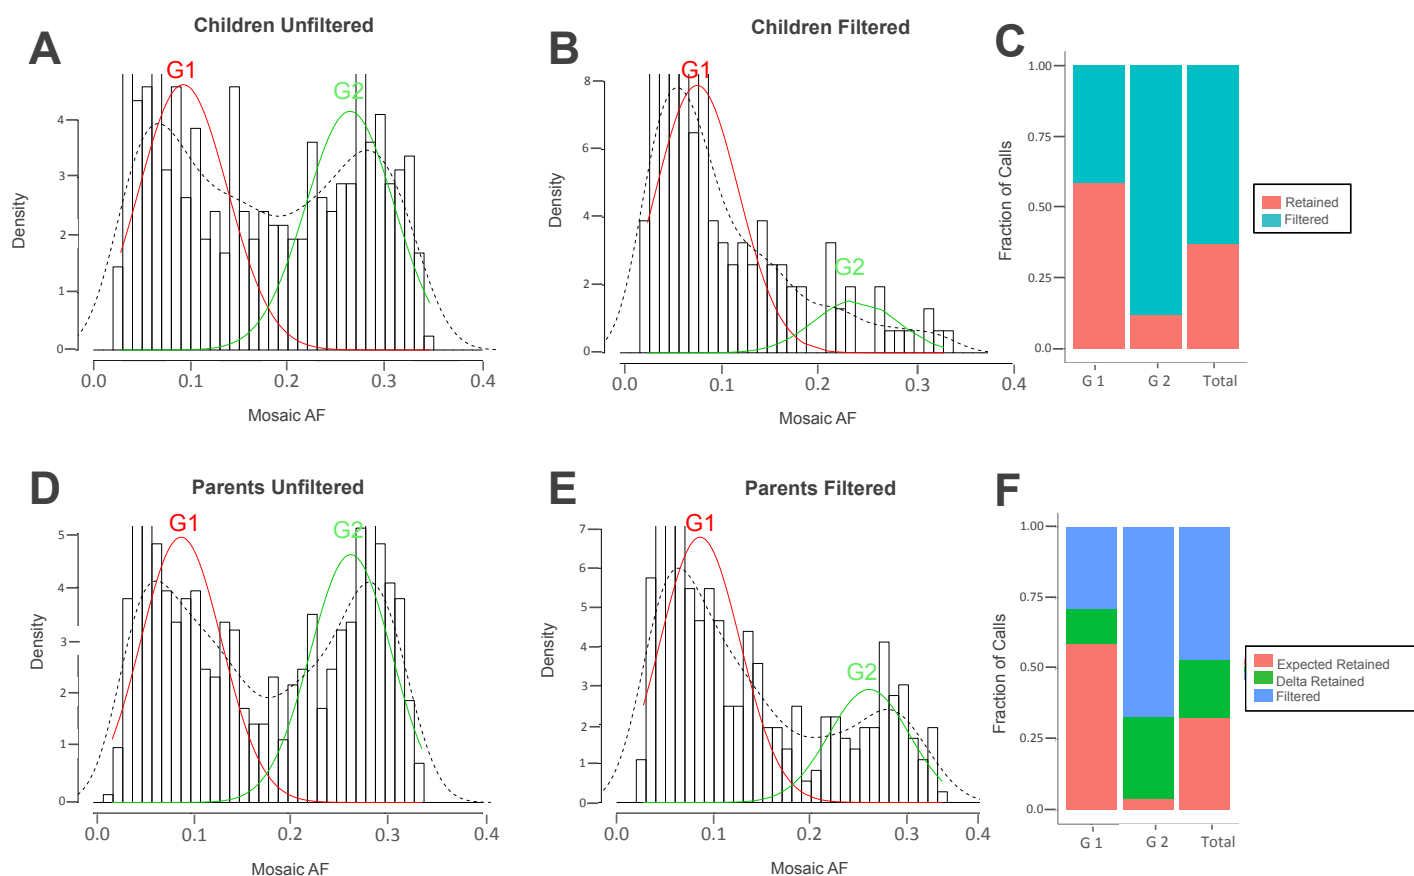 A
Children Unfiltered
G1
G2
4
3
2
1
0
Density
0.0
0.1
0.2
0.3
0.4
Mosaic AF
B
Children Filtered
G1
G2
8
6
4
2
0
Density
0.0
0.1
0.2
0.3
0.4
Mosaic AF
C
1.00
0.75
0.50
0.25
0.0
Fraction of Calls
G 1
G 2
Total
Retained
Filtered
D
Parents Unfiltered
G1
G2
5
4
3
2
1
0
Density
0.0
0.1
0.2
0.3
0.4
Mosaic AF
E
Parents Filtered
G1
G2
7
6
5
4
3
2
1
0
Density
0.0
0.1
0.2
0.3
0.4
Mosaic AF
F
1.00
0.75
0.50
0.25
0.0
Fraction of Calls
G 1
G 2
Total
Expected Retained
Delta Retained
Filtered